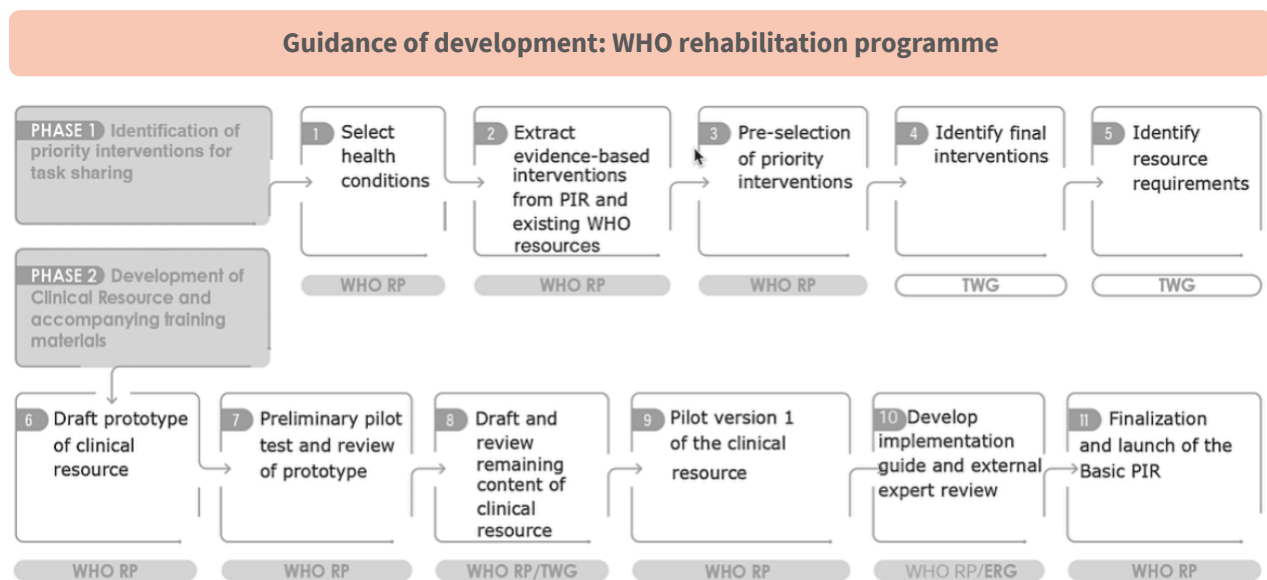 Guidance of development: WHO rehabilitation programme
PHASE 1 Identification of
priority interventions for
task sharing
1 Select
health
conditions
WHO RP
2 Extract
evidence-based
interventions
from PIR and
existing WHO
resources
WHO RP
3 Pre-selection
of priority
interventions
WHO RP
4 Identify final
interventions
TWG
5 Identify
resource
requirements
TWG
PHASE 2 Development of
Clinical Resource and
accompanying training
materials
6 Draft prototype
of clinical
resource
WHO RP
7 Preliminary pilot
test and review
of prototype
WHO RP
8 Draft and
review
remaining
content of
clinical
resource
WHO RP/TWG
9 Pilot version 1
of the clinical
resource
WHO RP
10 Develop
implementation
guide and external
expert review
WHO RP/ERG
11 Finalization
and launch of the
Basic PIR
WHO RP